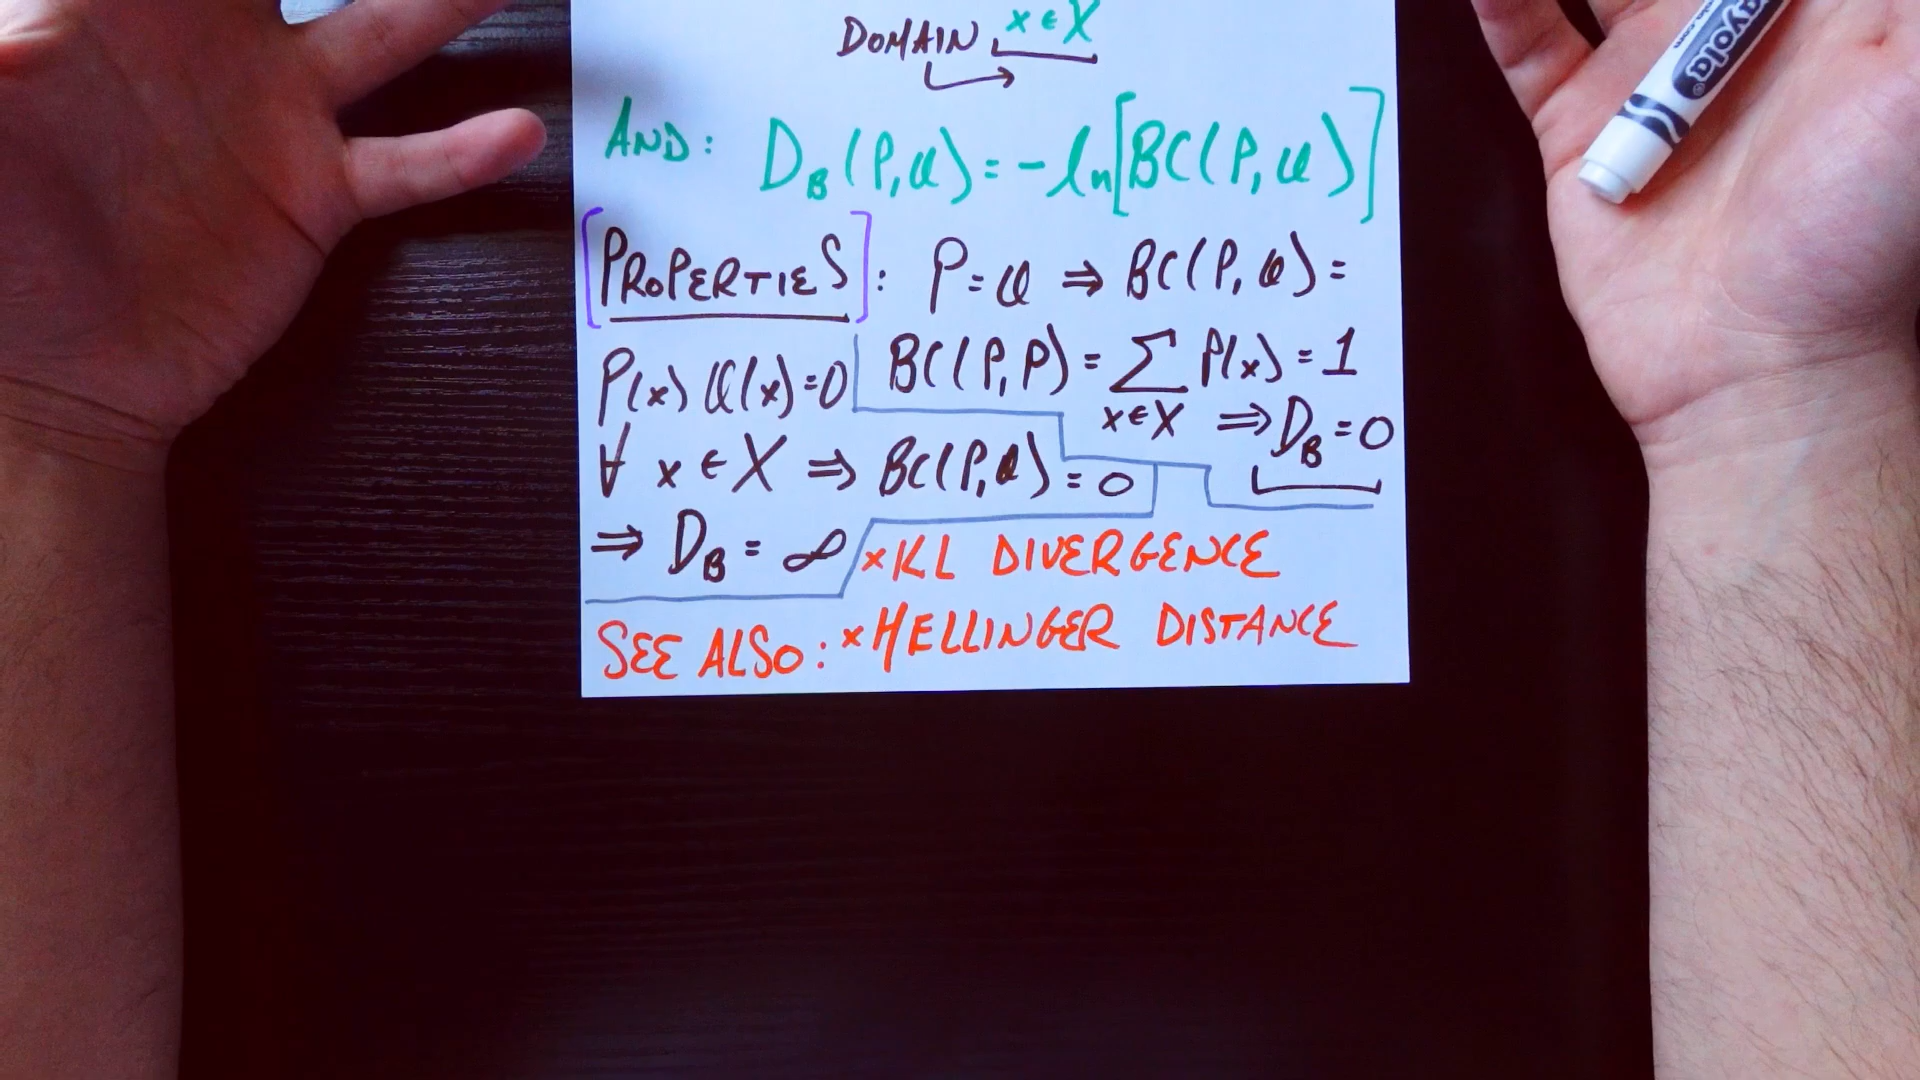 DOMAIN x ∈ X
AND: D_B(P,Q) = -ln[BC(P,Q)]
[PROPERTIES]: P=Q ⇒ BC(P,Q)=
BC(P,P) = ∑ P(x) = 1
x∈X ⇒ D_B=0
P(x)Q(x)=0
∀ x ∈ X ⇒ BC(P,Q)=0
⇒ D_B = ∞
SEE ALSO: ×KL DIVERGENCE
×HELLINGER DISTANCE